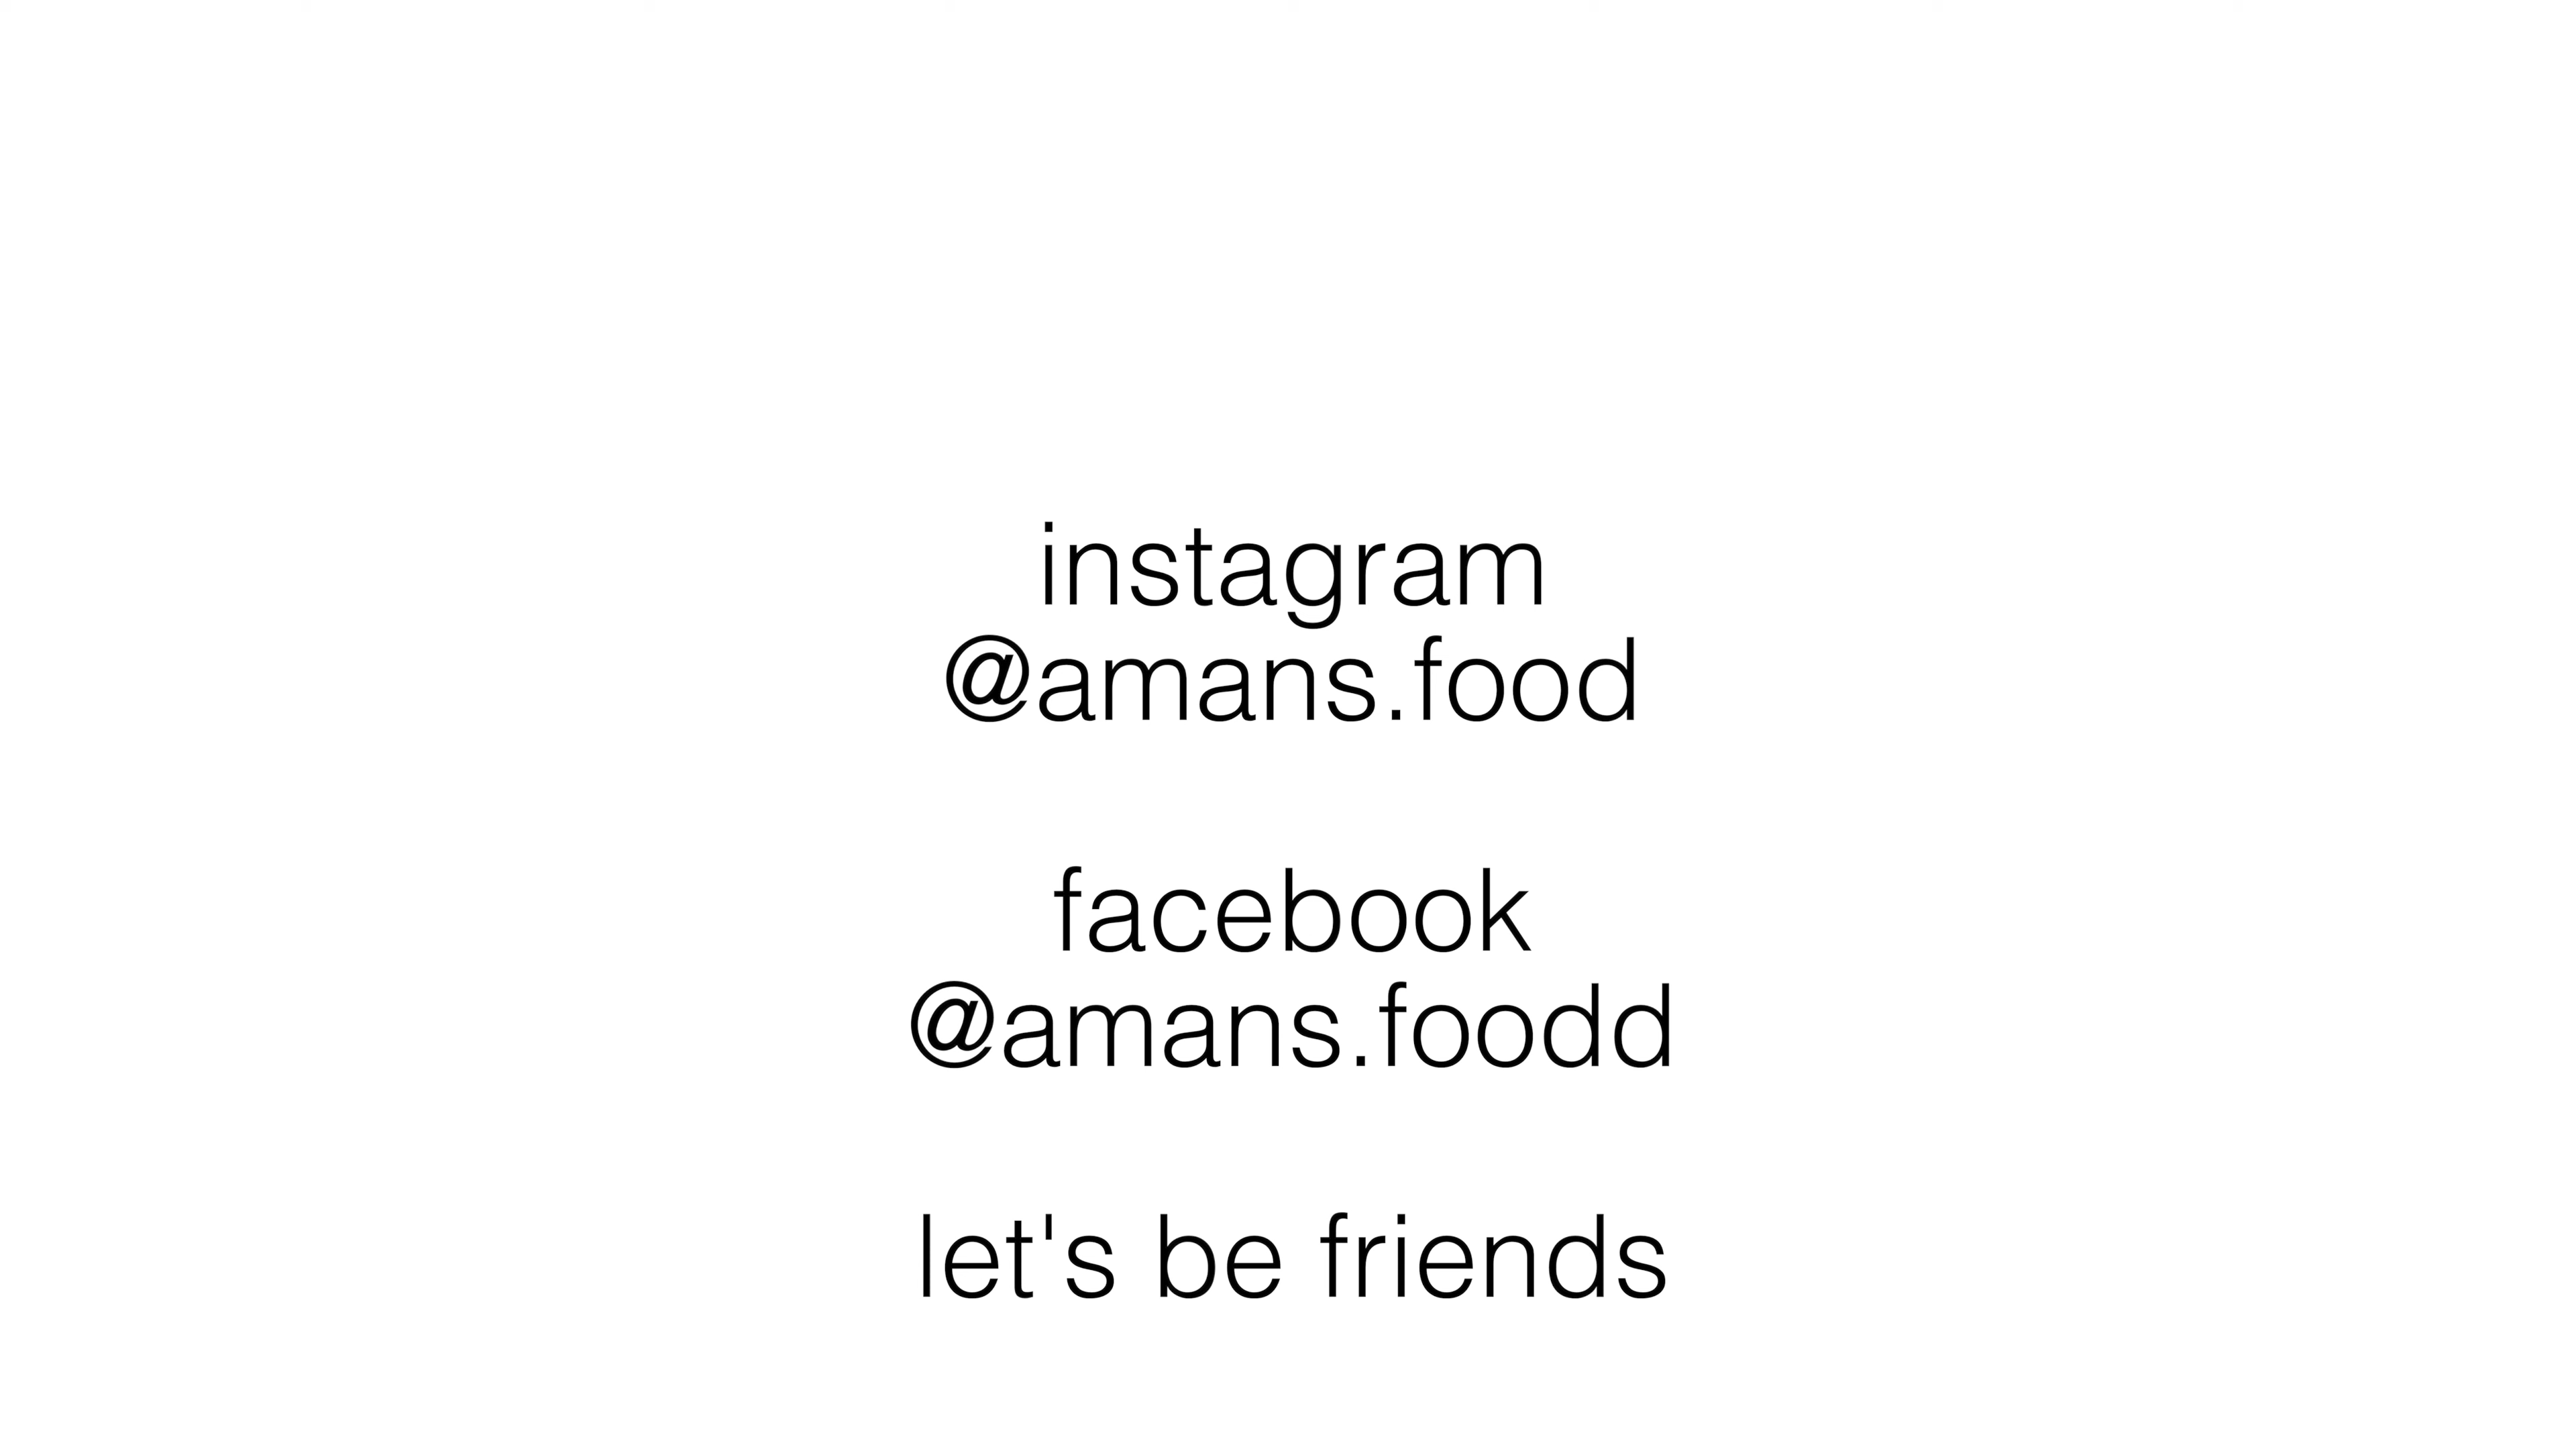 instagram
@amans.food
facebook
@amans.foodd
let's be friends